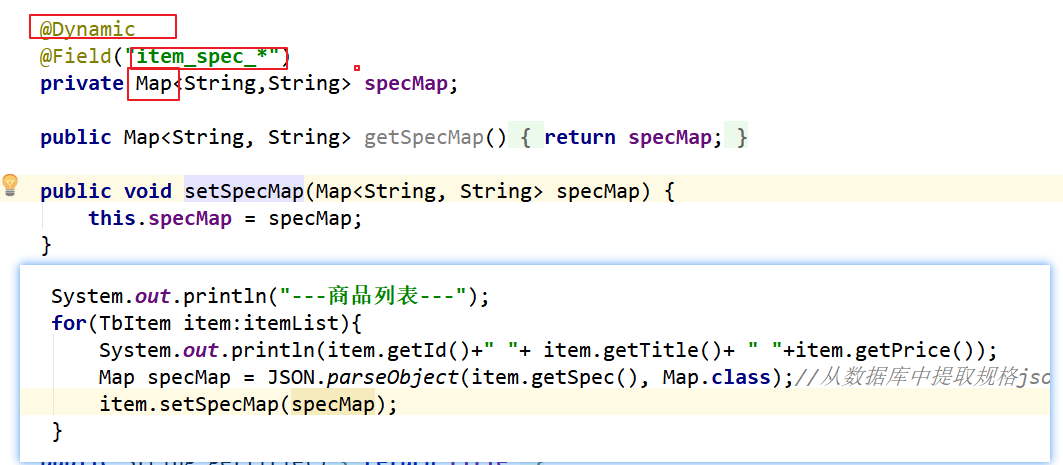 @Dynamic
@Field("item_spec_*")
private Map<String,String> specMap;
public Map<String, String> getSpecMap() { return specMap; }
public void setSpecMap(Map<String, String> specMap) {
this.specMap = specMap;
}
System.out.println("---商品列表---");
for(TbItem item:itemList){
System.out.println(item.getId()+" "+ item.getTitle()+ " "+item.getPrice());
Map specMap = JSON.parseObject(item.getSpec(), Map.class);//从数据库中提取规格jso
item.setSpecMap(specMap);
}